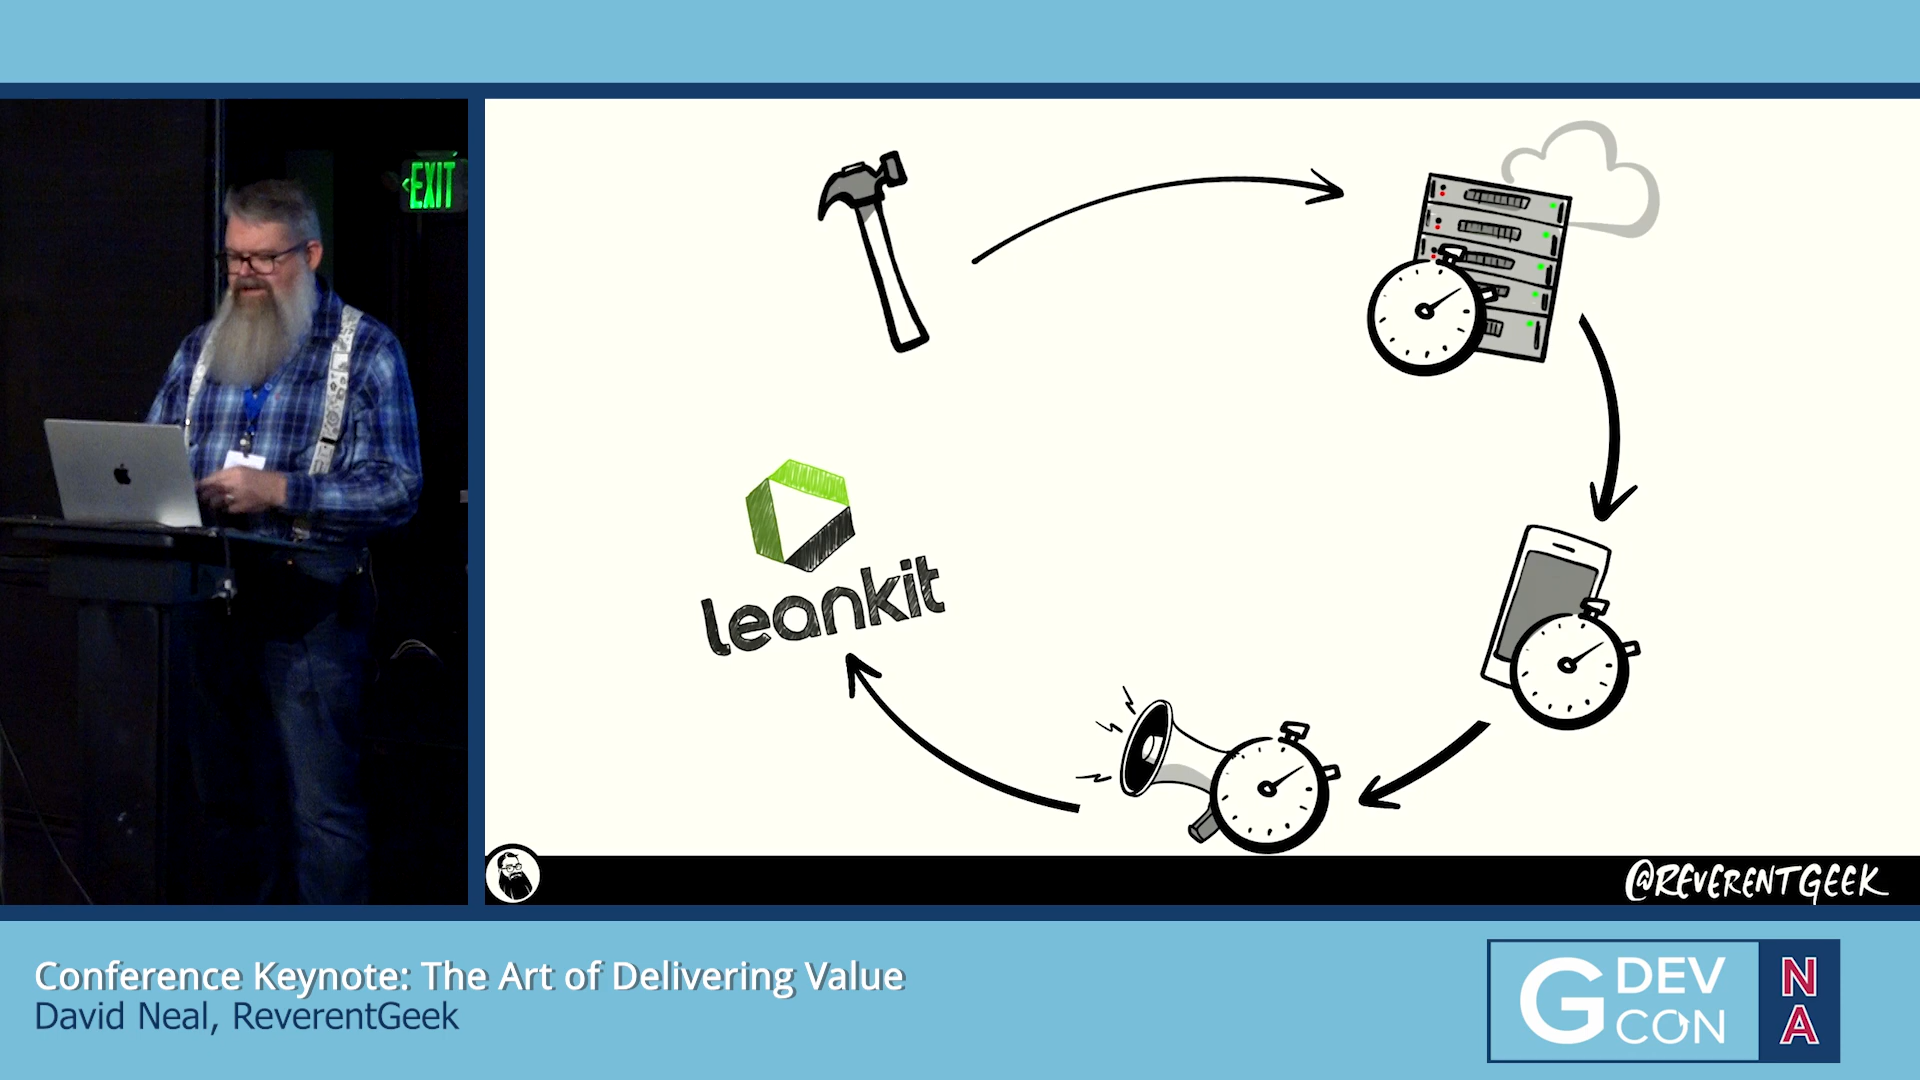 EXIT
leankit
@REVERENTGEEK
Conference Keynote: The Art of Delivering Value
David Neal, ReverentGeek
G DEV CON
N A